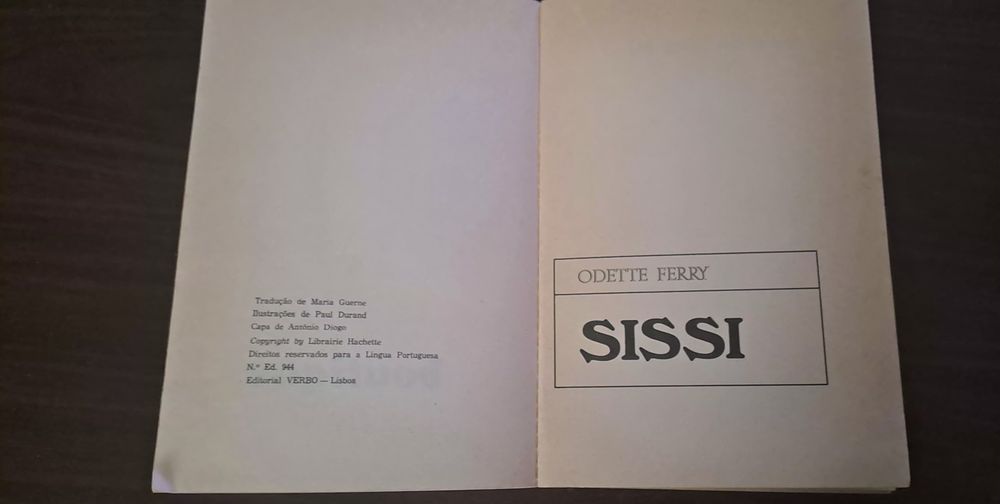 Tradução de Maria Guerne
Ilustrações de Paul Durand
Capa de António Diogo
Copyright by Librairie Hachette
Direitos reservados para a Língua Portuguesa
N.º Ed. 944
Editorial VERBO — Lisboa
ODETTE FERRY
SISSI